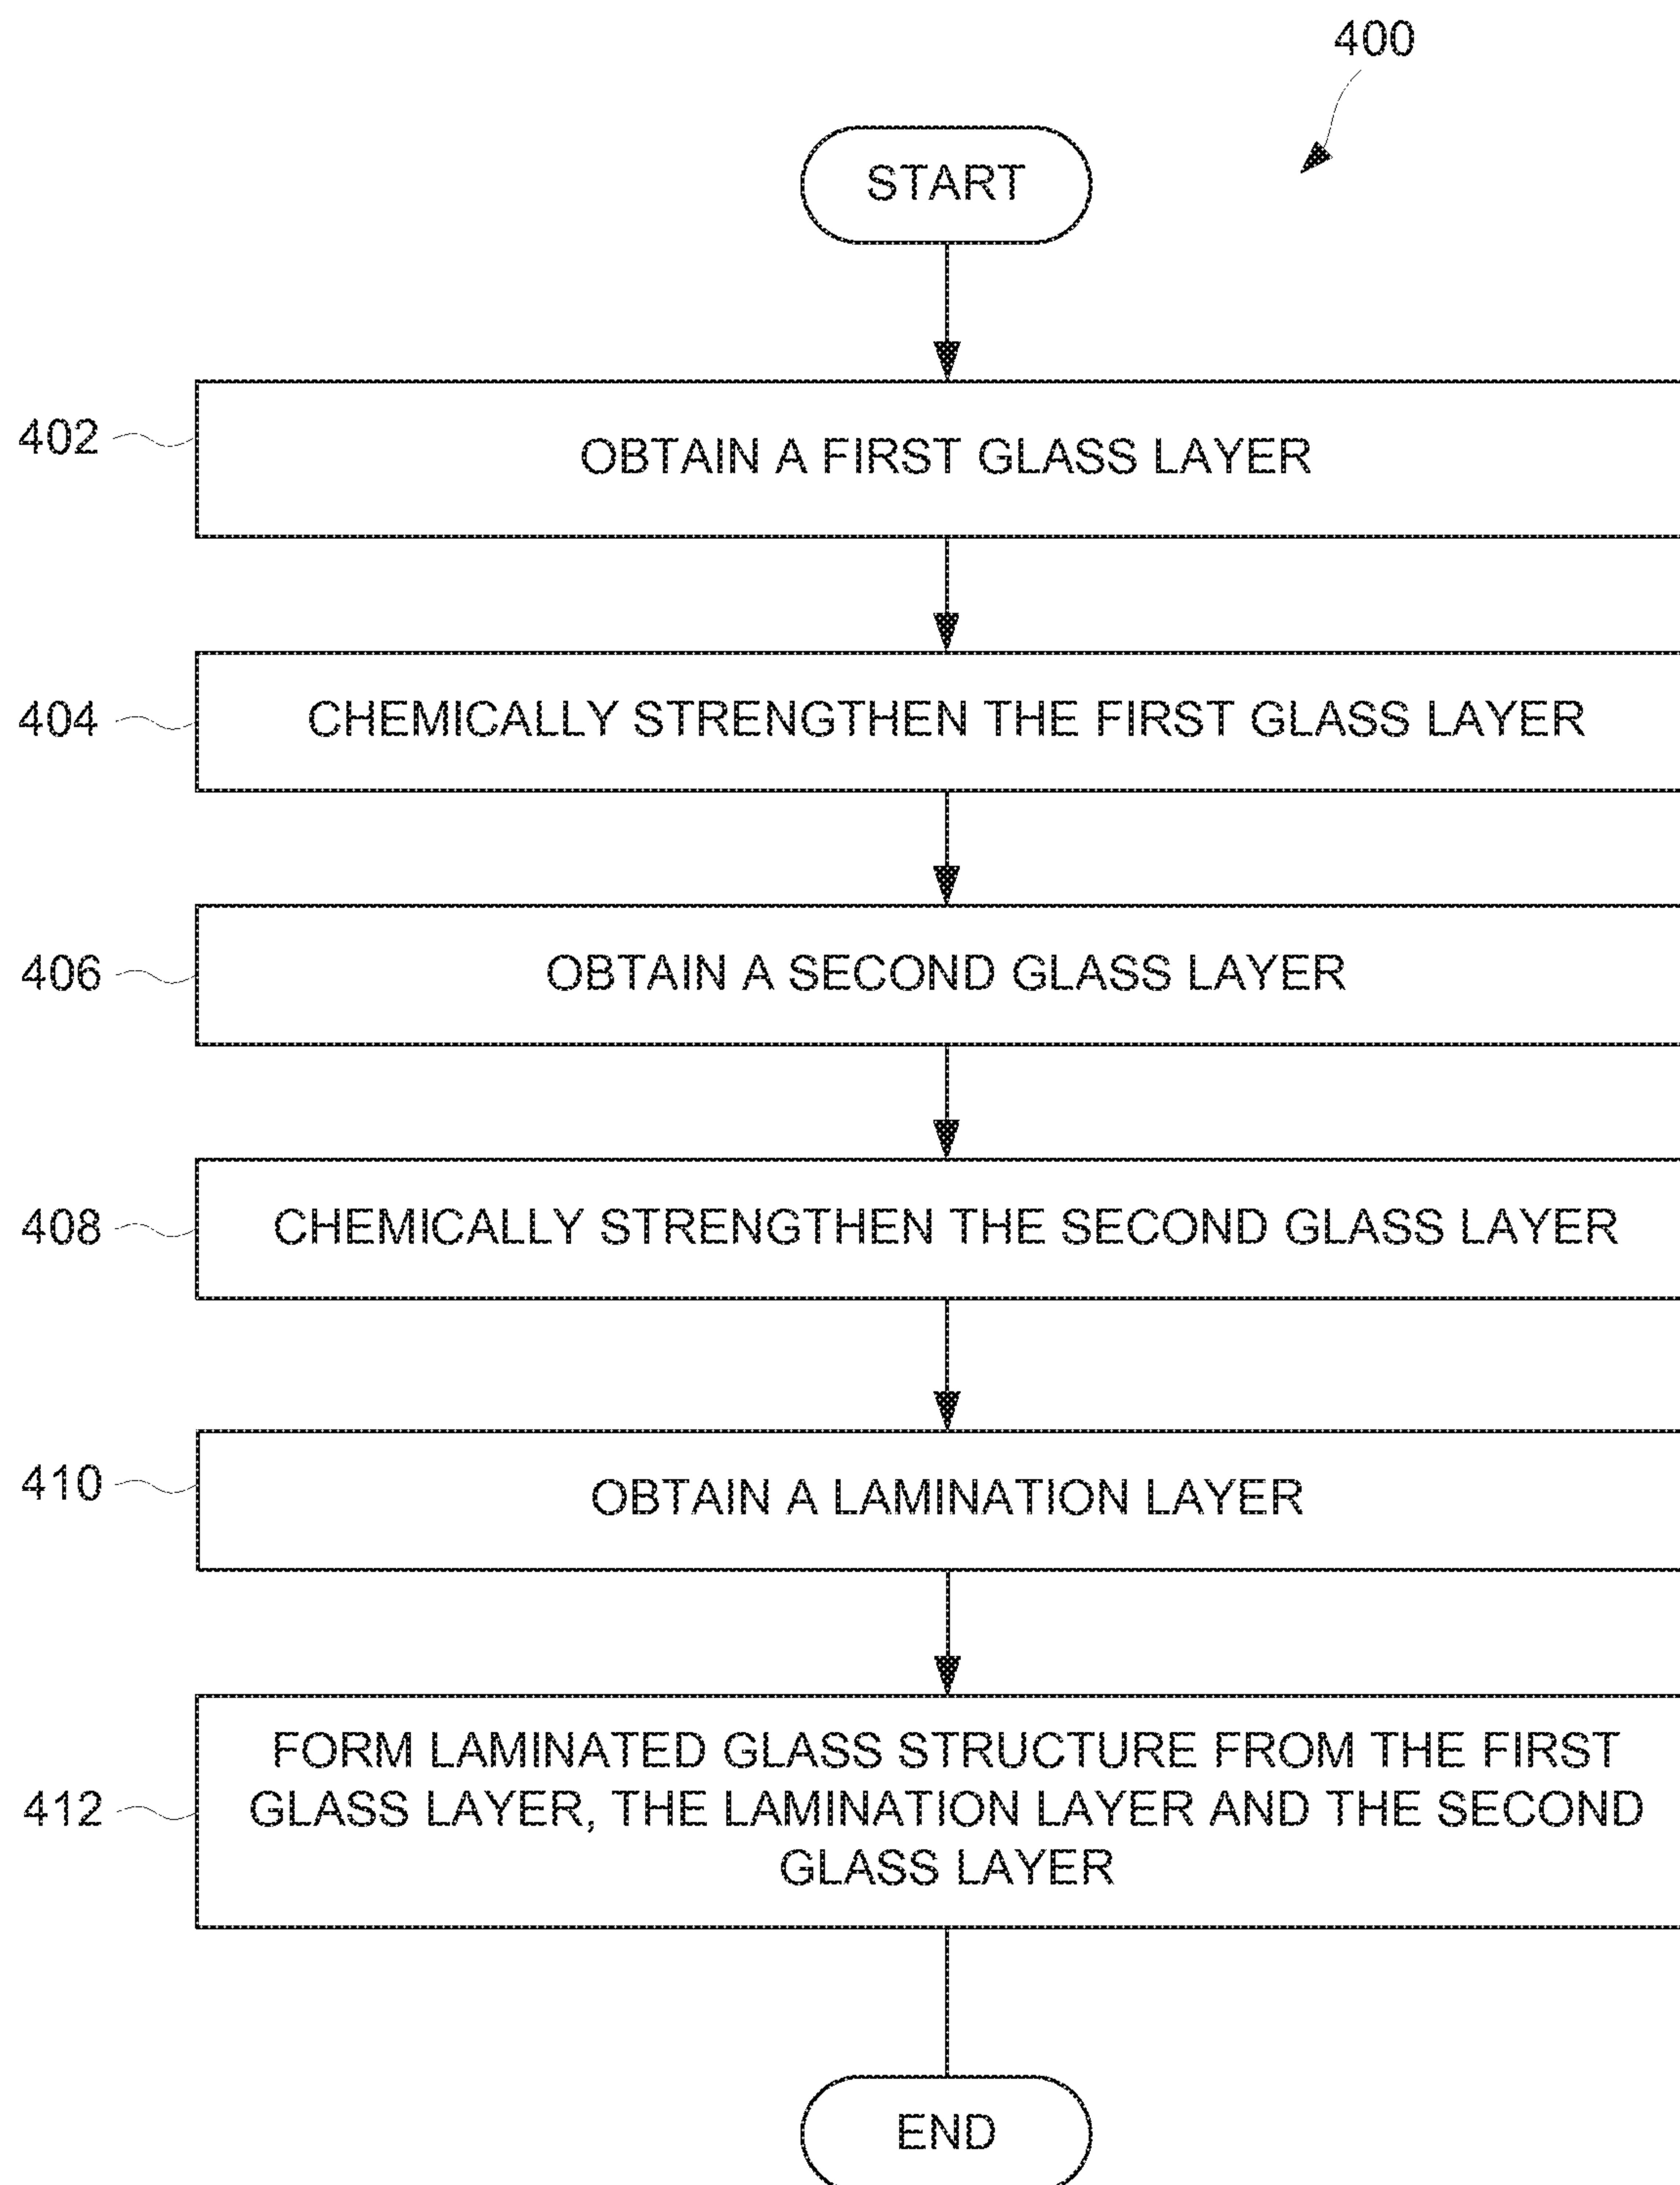 400
START
402
OBTAIN A FIRST GLASS LAYER
404
CHEMICALLY STRENGTHEN THE FIRST GLASS LAYER
406
OBTAIN A SECOND GLASS LAYER
408
CHEMICALLY STRENGTHEN THE SECOND GLASS LAYER
410
OBTAIN A LAMINATION LAYER
412
FORM LAMINATED GLASS STRUCTURE FROM THE FIRST
GLASS LAYER, THE LAMINATION LAYER AND THE SECOND
GLASS LAYER
END